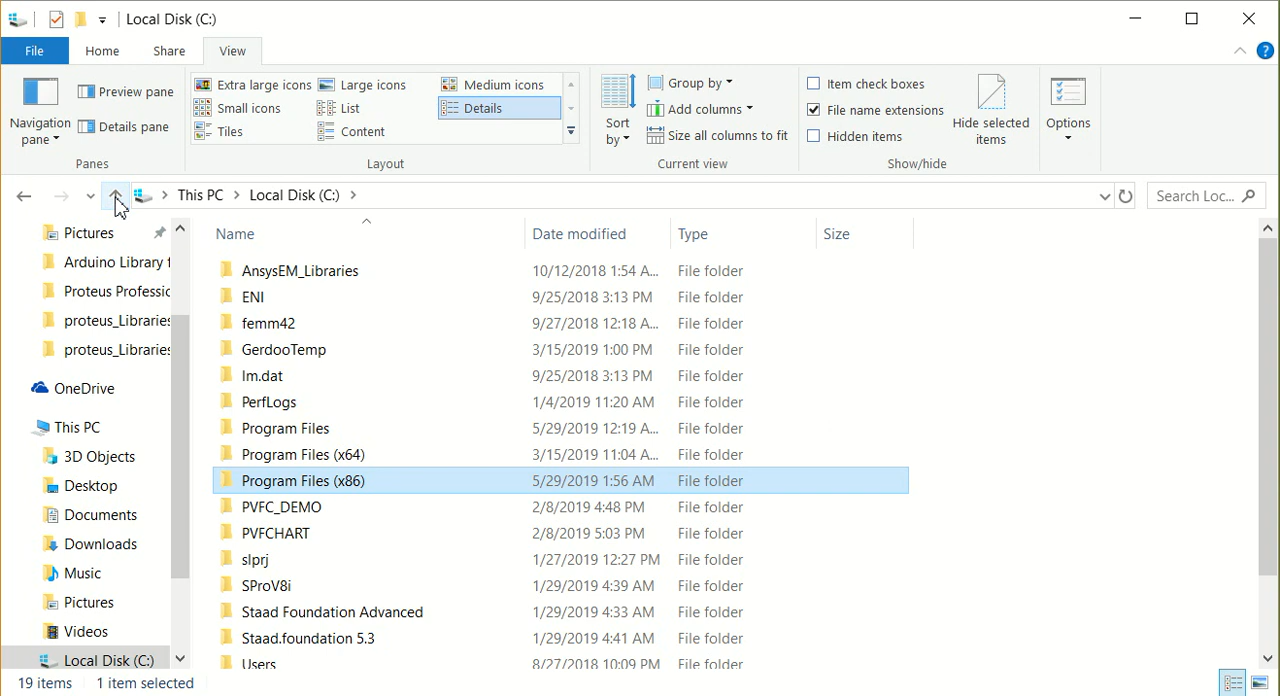 Local Disk (C:)
File Home Share View
Navigation pane
Preview pane
Details pane
Panes
Extra large icons Large icons Medium icons
Small icons List Details
Tiles Content
Layout
Sort by
Group by
Add columns
Size all columns to fit
Current view
Item check boxes
File name extensions
Hidden items
Hide selected items
Show/hide
Options
This PC Local Disk (C:)
Search Loc...
Pictures
Arduino Library f
Proteus Professic
proteus_Libraries
proteus_Libraries
OneDrive
This PC
3D Objects
Desktop
Documents
Downloads
Music
Pictures
Videos
Local Disk (C:)
Name Date modified Type Size
AnsysEM_Libraries 10/12/2018 1:54 A... File folder
ENI 9/25/2018 3:13 PM File folder
femm42 9/27/2018 12:18 A... File folder
GerdooTemp 3/15/2019 1:00 PM File folder
lm.dat 9/25/2018 3:13 PM File folder
PerfLogs 1/4/2019 11:20 AM File folder
Program Files 5/29/2019 12:19 A... File folder
Program Files (x64) 3/15/2019 11:04 A... File folder
Program Files (x86) 5/29/2019 1:56 AM File folder
PVFC_DEMO 2/8/2019 4:48 PM File folder
PVFCHART 2/8/2019 5:03 PM File folder
slprj 1/27/2019 12:27 PM File folder
SProV8i 1/29/2019 4:39 AM File folder
Staad Foundation Advanced 1/29/2019 4:33 AM File folder
Staad.foundation 5.3 1/29/2019 4:41 AM File folder
Users 8/27/2018 10:09 PM File folder
19 items 1 item selected